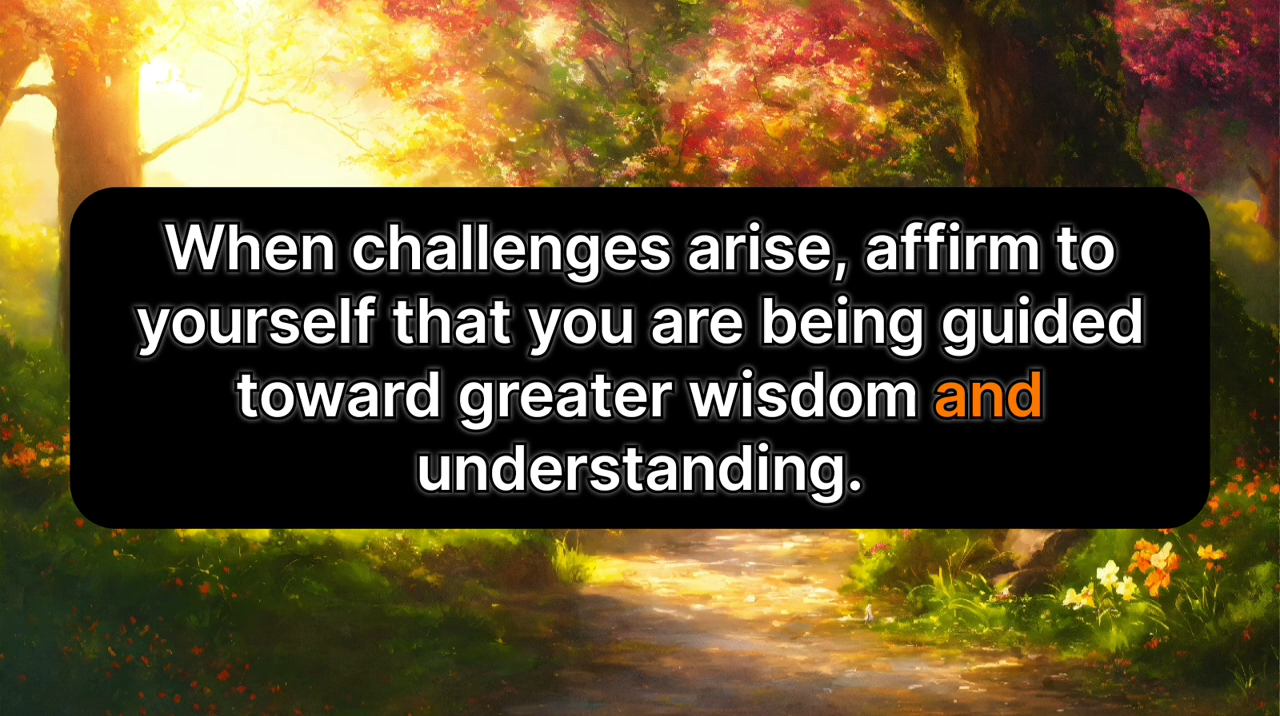 When challenges arise, affirm to
yourself that you are being guided
toward greater wisdom and
understanding.